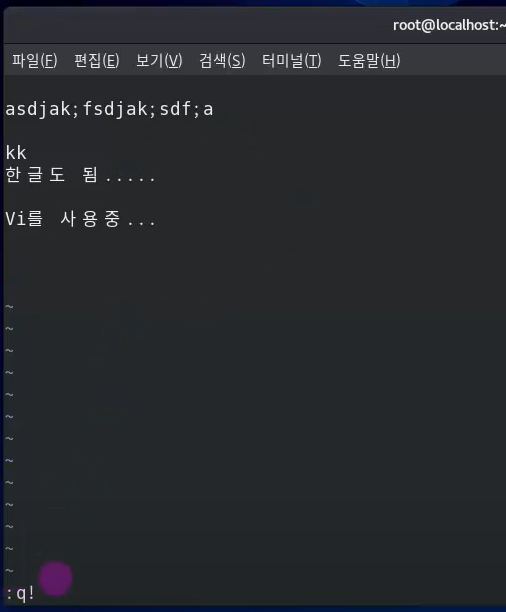 root@localhost:~
파일(F) 편집(E) 보기(V) 검색(S) 터미널(T) 도움말(H)
asdjak;fsdjak;sdf;a
kk
한글도 됨.....
Vi를 사용중...
~
~
~
~
~
~
~
~
~
~
~
~
~
:q!